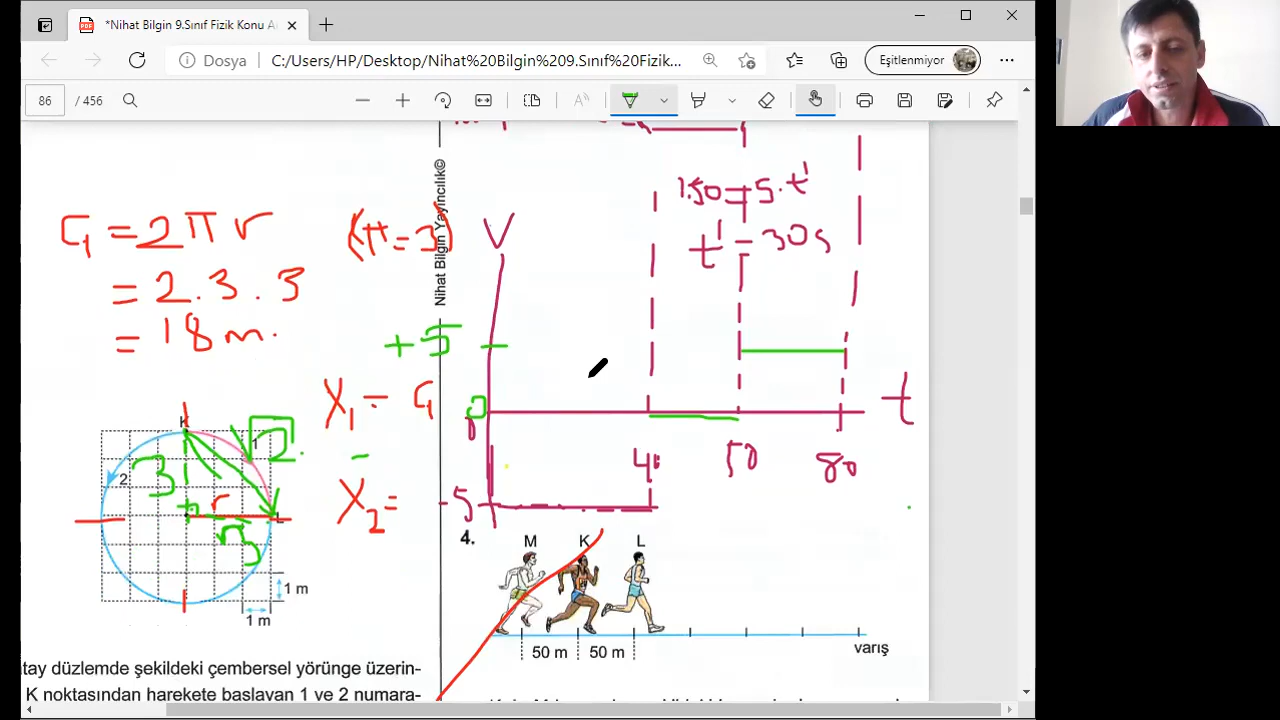 *Nihat Bilgin 9.Sınıf Fizik Konu A
Dosya
C:/Users/HP/Desktop/Nihat%20Bilgin%209.Sınıf%20Fizik...
Eşitlenmiyor
86 / 456
Nihat Bilgin Yayıncılık©
= 2πr
(π=3)
= 2.3.3
= 18m.
150=5.t'
t'=30s
V
+5
0
-5
40
50
80
t
X1 =
X2 =
K
1
2
L
3
r
3
1 m
1 m
4.
M K L
50 m 50 m
varış
tay düzlemde şekildeki çembersel yörünge üzerin-
K noktasından harekete başlayan 1 ve 2 numara-